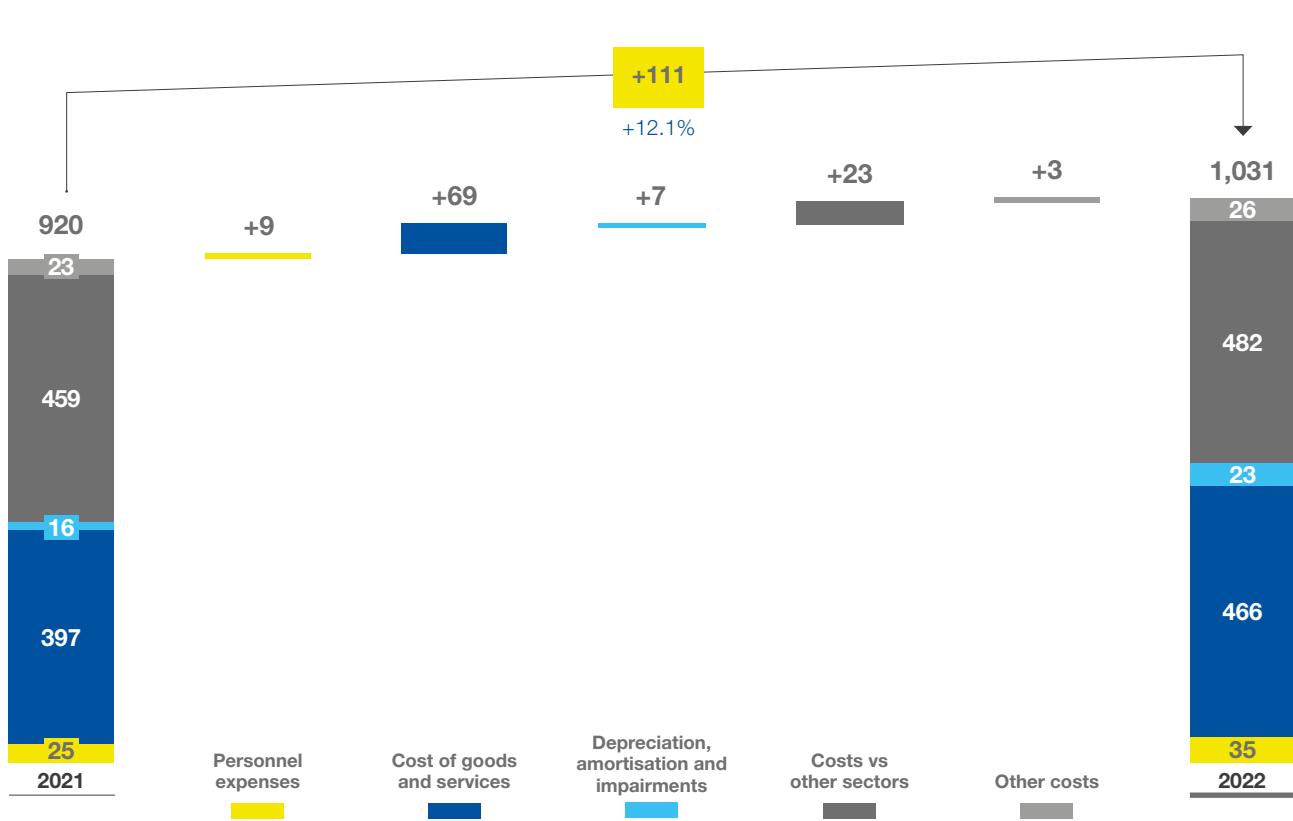 +111
+12.1%
920
+9
+69
+7
+23
+3
1,031
23
459
16
397
25
2021
26
482
23
466
35
2022
Personnel
expenses
Cost of goods
and services
Depreciation,
amortisation and
impairments
Costs vs
other sectors
Other costs